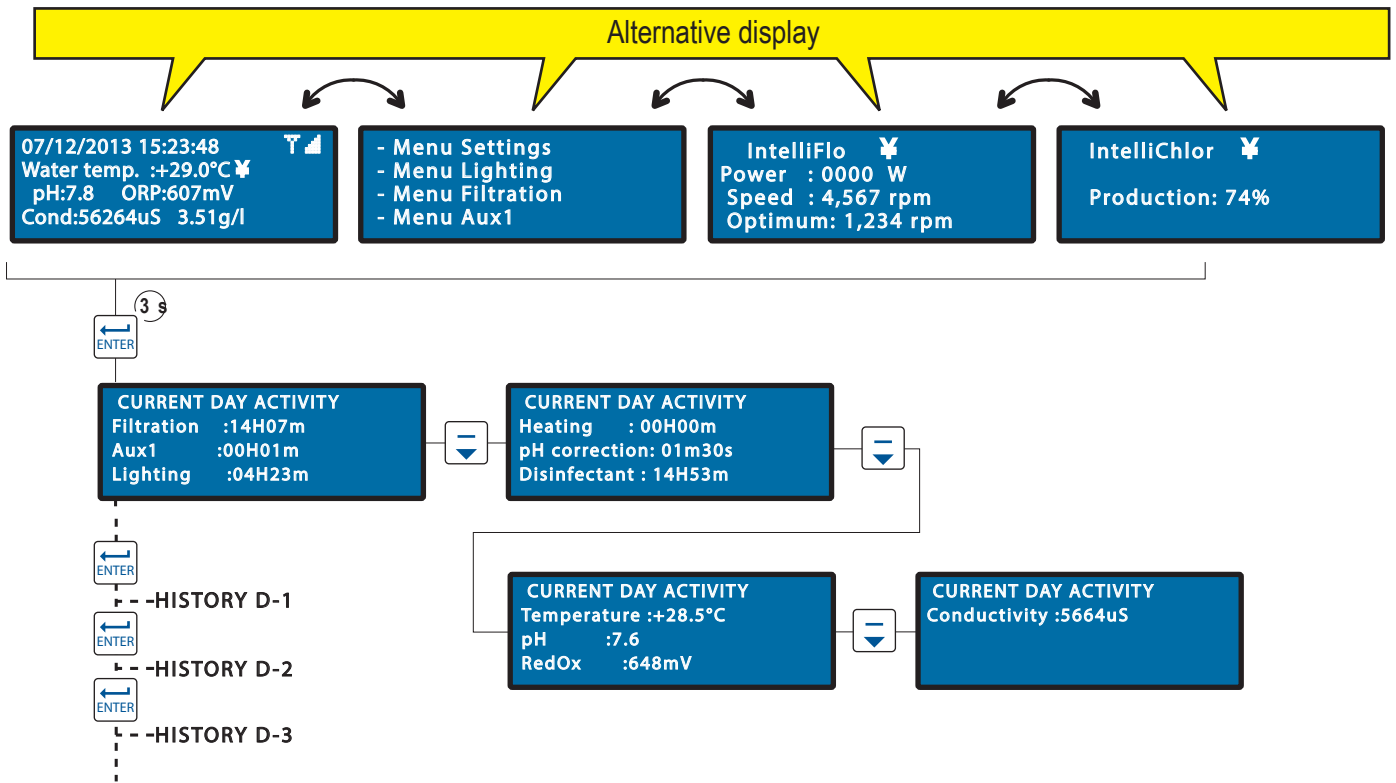 Alternative display
07/12/2013 15:23:48
Water temp. :+29.0°C ¥
pH:7.8 ORP:607mV
Cond:56264uS 3.51g/l
- Menu Settings
- Menu Lighting
- Menu Filtration
- Menu Aux1
IntelliFlo ¥
Power : 0000 W
Speed : 4,567 rpm
Optimum: 1,234 rpm
IntelliChlor ¥
Production: 74%
3 s
ENTER
CURRENT DAY ACTIVITY
Filtration :14H07m
Aux1 :00H01m
Lighting :04H23m
CURRENT DAY ACTIVITY
Heating : 00H00m
pH correction: 01m30s
Disinfectant : 14H53m
ENTER
-HISTORY D-1
ENTER
-HISTORY D-2
ENTER
-HISTORY D-3
CURRENT DAY ACTIVITY
Temperature :+28.5°C
pH :7.6
RedOx :648mV
CURRENT DAY ACTIVITY
Conductivity :5664uS